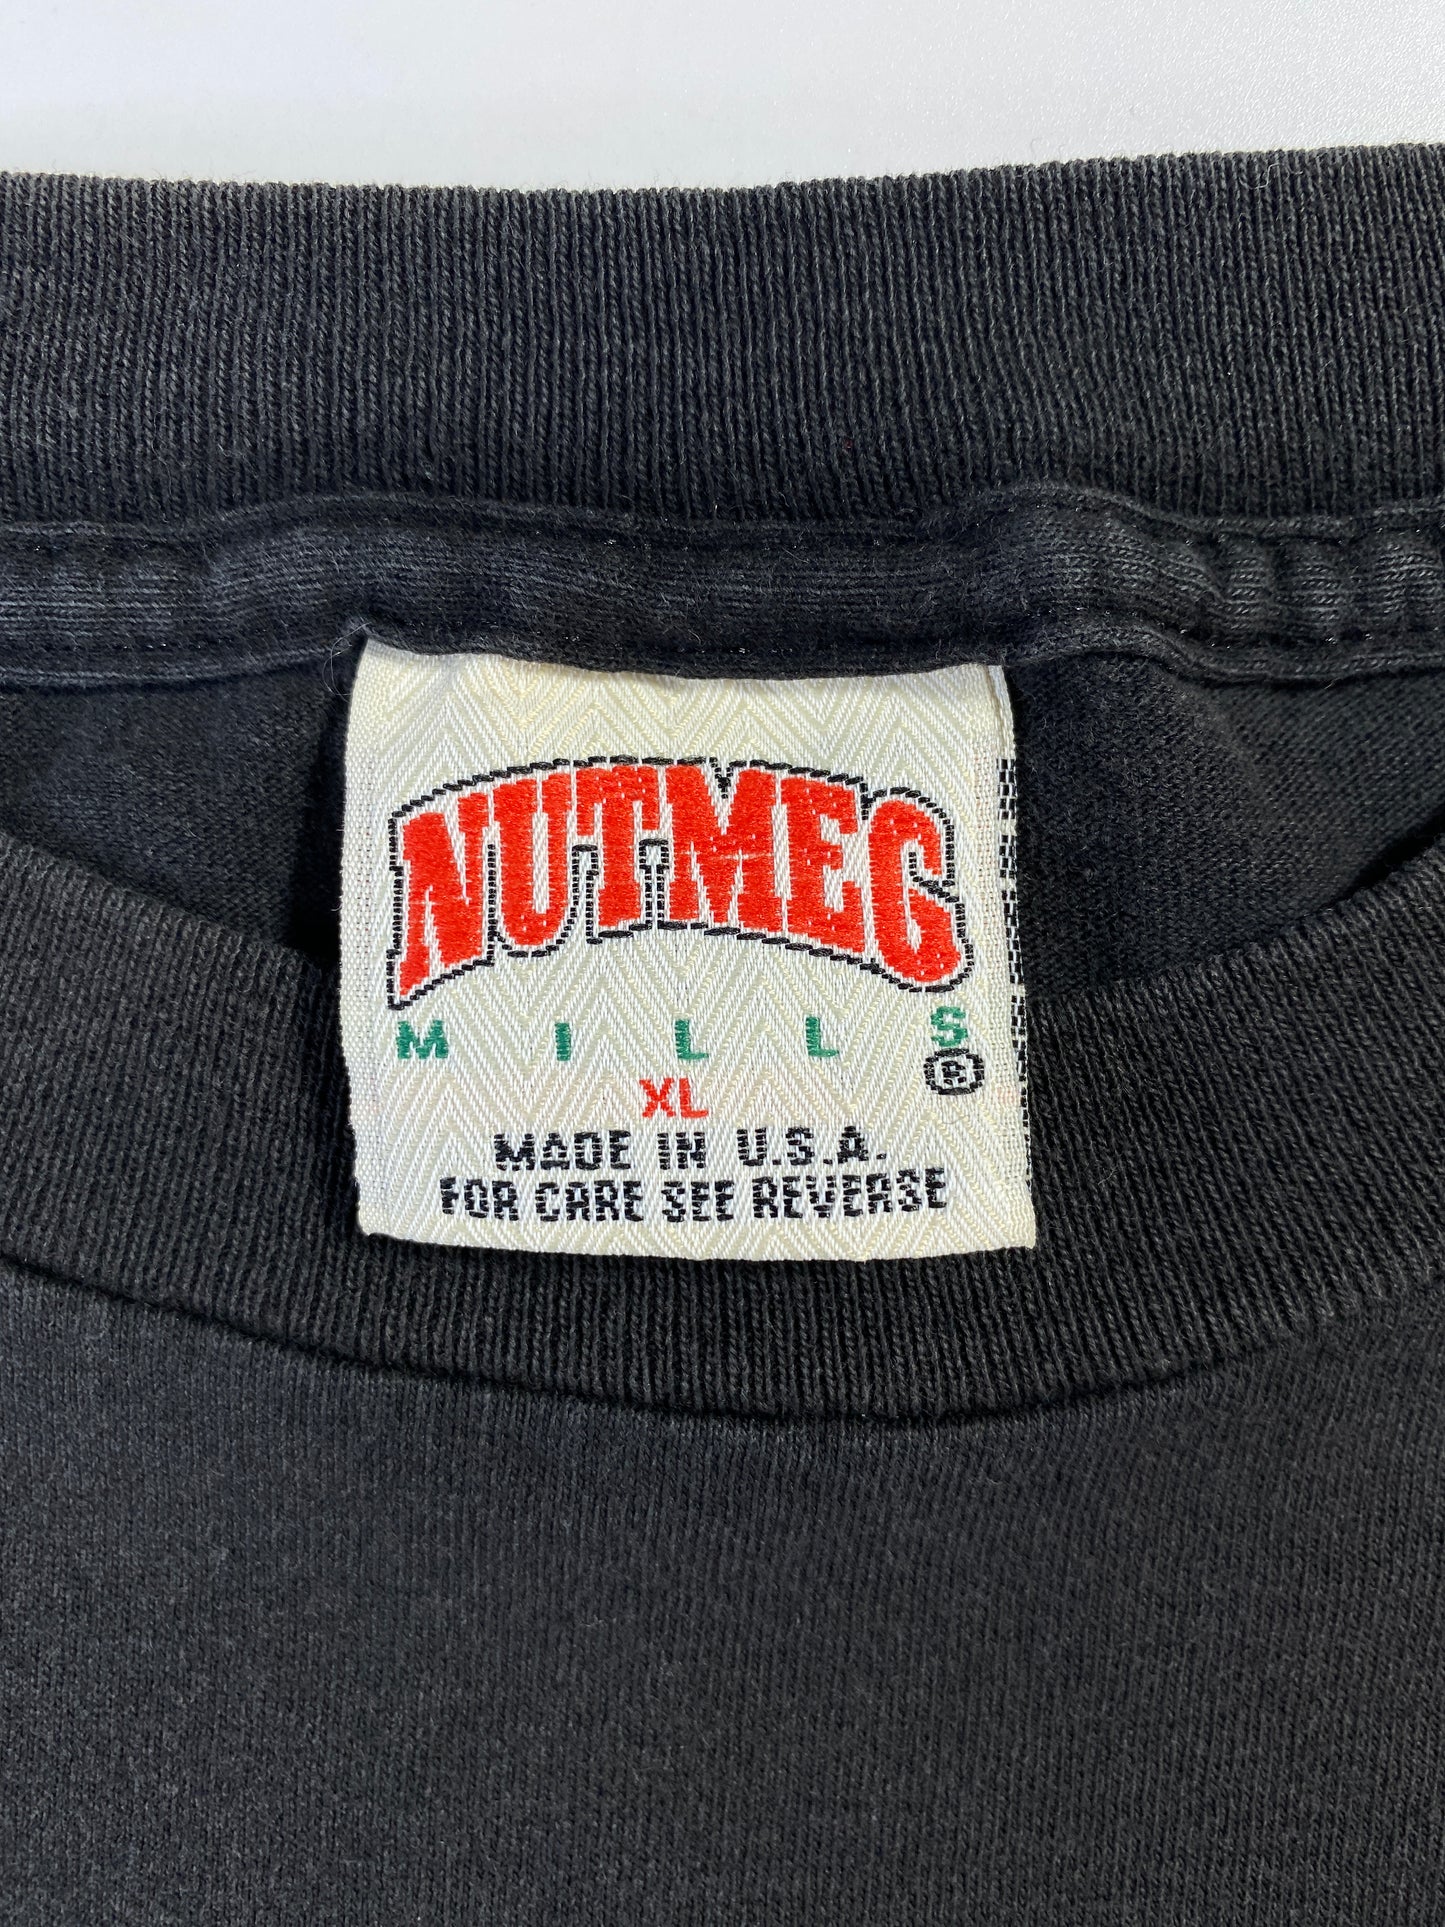 NUTMEG
MILLS
®
XL
MADE IN U.S.A.
FOR CARE SEE REVERSE